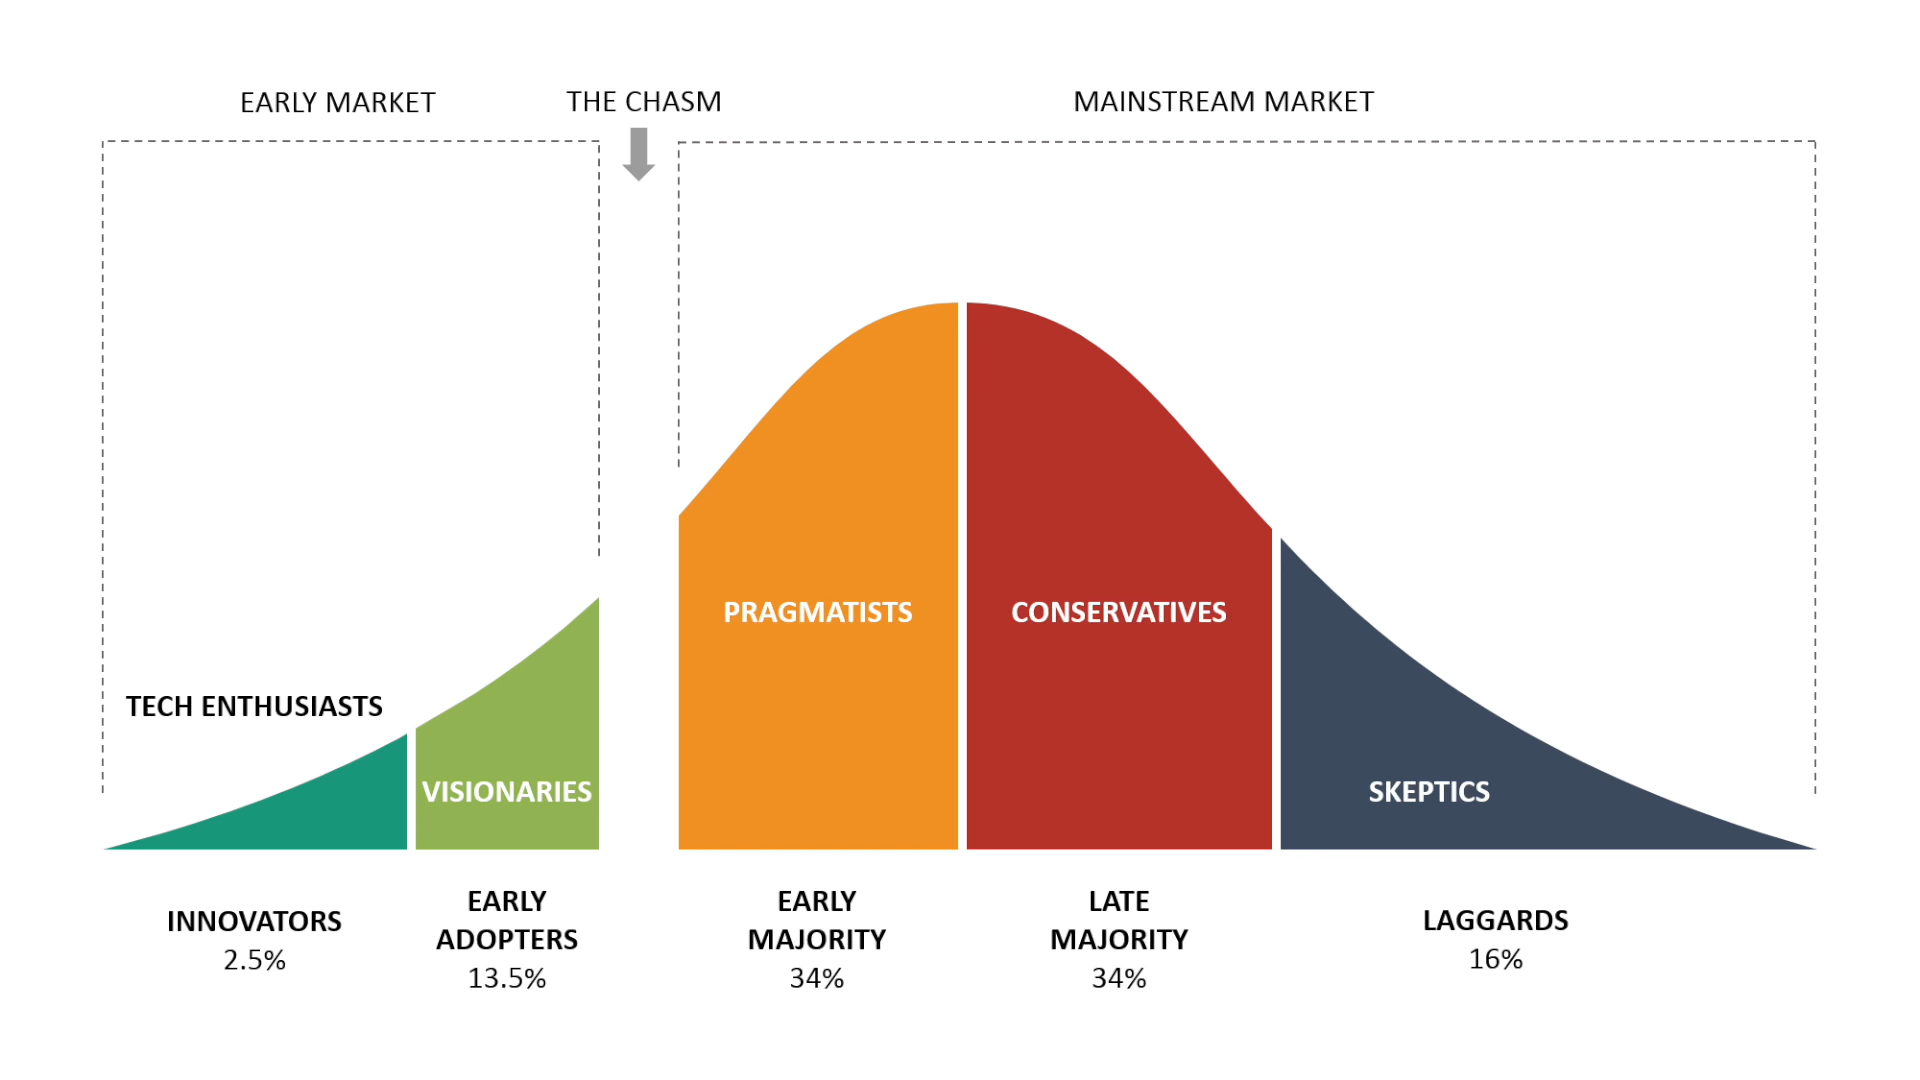 EARLY MARKET
THE CHASM
MAINSTREAM MARKET
TECH ENTHUSIASTS
VISIONARIES
PRAGMATISTS
CONSERVATIVES
SKEPTICS
INNOVATORS
2.5%
EARLY
ADOPTERS
13.5%
EARLY
MAJORITY
34%
LATE
MAJORITY
34%
LAGGARDS
16%